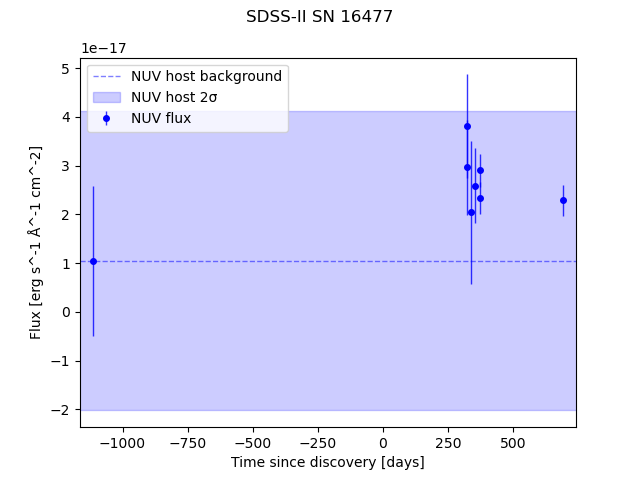 SDSS-II SN 16477
1e−17
NUV host background
NUV host 2σ
NUV flux
5
4
3
2
1
0
−1
−2
Flux [erg s^-1 Å^-1 cm^-2]
−1000
−750
−500
−250
0
250
500
Time since discovery [days]